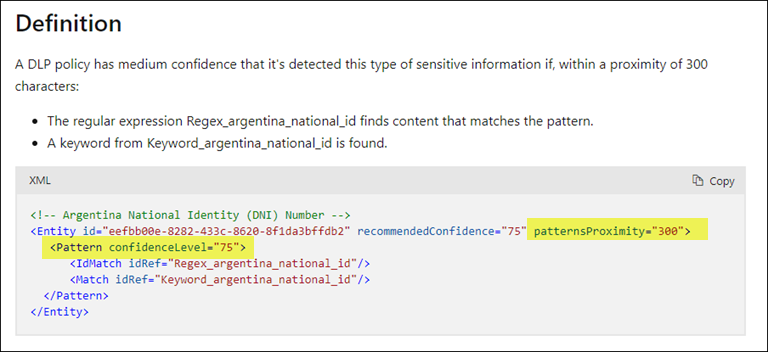 Definition
A DLP policy has medium confidence that it's detected this type of sensitive information if, within a proximity of 300
characters:
• The regular expression Regex_argentina_national_id finds content that matches the pattern.
• A keyword from Keyword_argentina_national_id is found.
XML Copy
<!-- Argentina National Identity (DNI) Number -->
<Entity id="eefbb00e-8282-433c-8620-8f1da3bffdb2" recommendedConfidence="75" patternsProximity="300">
<Pattern confidenceLevel="75">
<IdMatch idRef="Regex_argentina_national_id"/>
<Match idRef="Keyword_argentina_national_id"/>
</Pattern>
</Entity>